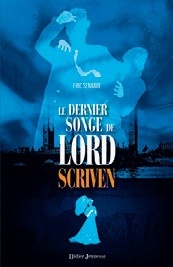 ERIC SENABRE
LE DERNIER
SONGE DE
LORD
SCRIVEN
Didier Jeunesse